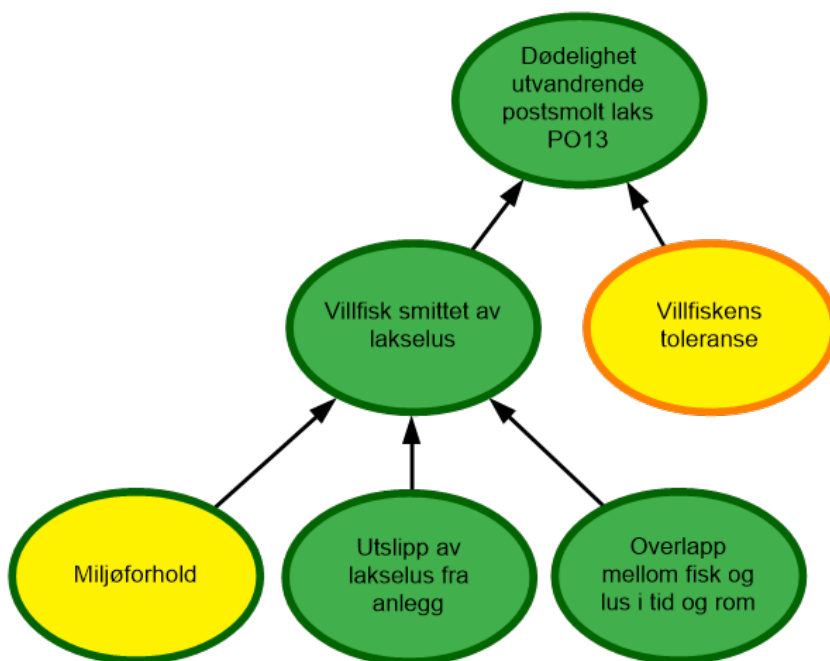 Dødelighet
utvandrende
postsmolt laks
PO13
Villfisk smittet av
lakselus
Villfiskens
toleranse
Miljøforhold
Utslipp av
lakselus fra
anlegg
Overlapp
mellom fisk og
lus i tid og rom